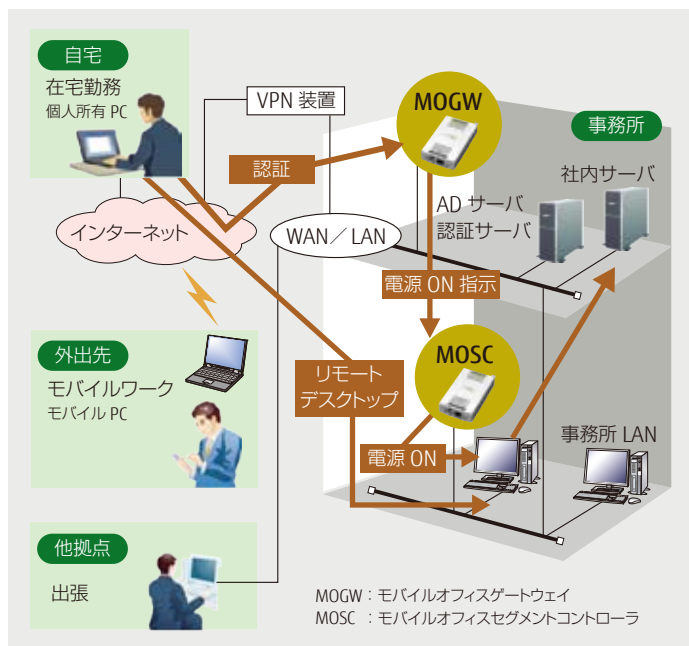 自宅
在宅勤務
個人所有 PC
VPN 装置
MOGW
事務所
認証
社内サーバ
AD サーバ
認証サーバ
インターネット
WAN/LAN
電源 ON 指示
外出先
モバイルワーク
モバイル PC
リモート
デスクトップ
MOSC
電源 ON
事務所 LAN
他拠点
出張
MOGW：モバイルオフィスゲートウェイ
MOSC ：モバイルオフィスセグメントコントローラ